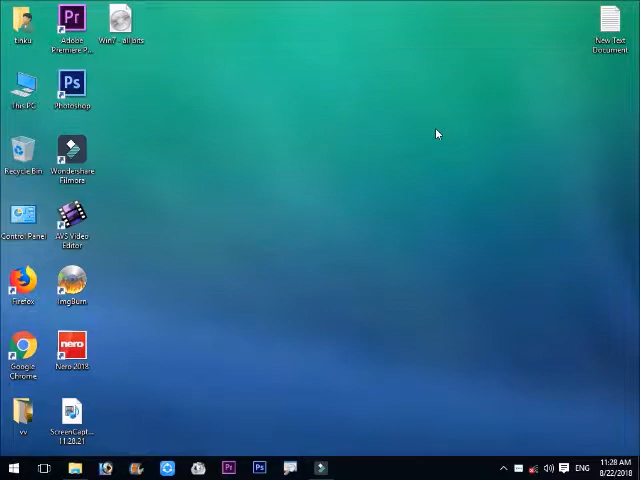 tinku
Adobe
Premiere P...
Win7 - all bits
New Text
Document
This PC
Photoshop
Recycle Bin
Wondershare
Filmora
Control Panel
AVS Video
Editor
Firefox
ImgBurn
Google
Chrome
nero
Nero 2018
vv
ScreenCapt...
11.28.21
Pr
Ps
Pr
Ps
ENG
11:28 AM
8/22/2018